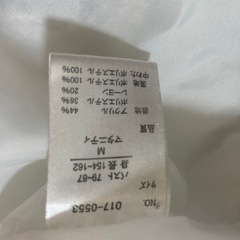 No. 017-0553
サイズ
バスト 79-87
身長 154-162
M
マタニティ
品質
表地 アクリル 44%
レーヨン 20%
ポリエステル 36%
裏地 ポリエステル 100%
中わた ポリエステル 100%